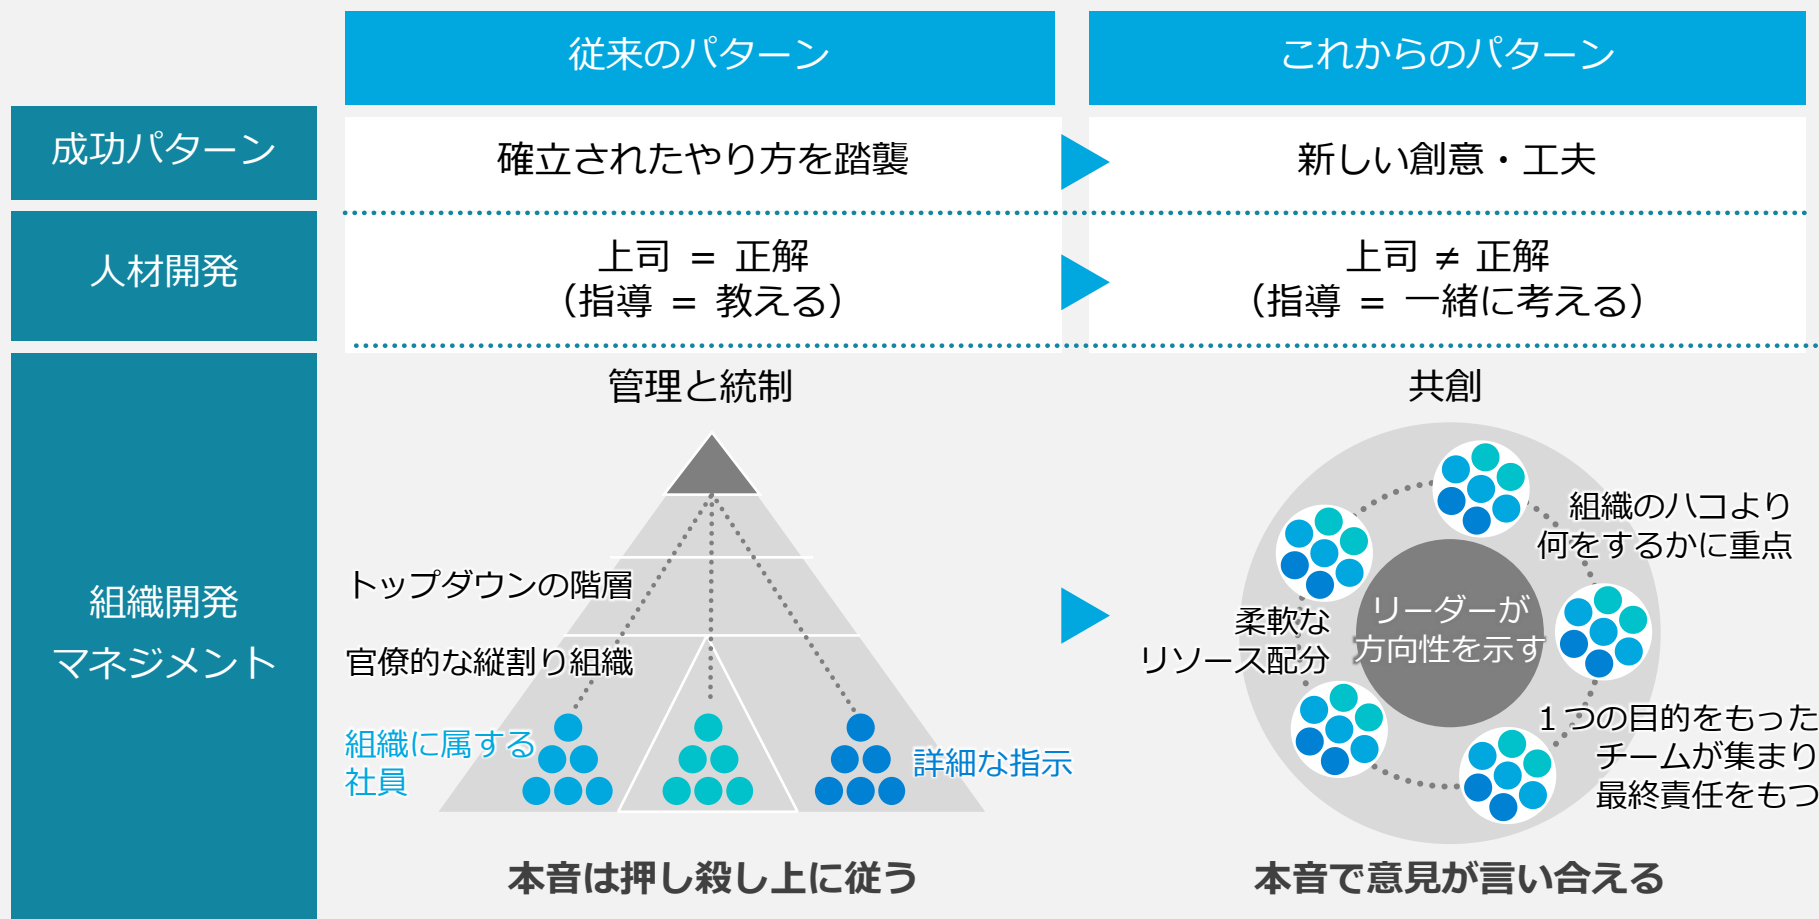 従来のパターン
これからのパターン
成功パターン
確立されたやり方を踏襲
新しい創意・工夫
人材開発
上司 = 正解
（指導 = 教える）
上司 ≠ 正解
（指導 = 一緒に考える）
組織開発
マネジメント
管理と統制
トップダウンの階層
官僚的な縦割り組織
組織に属する
社員
詳細な指示
本音は押し殺し上に従う
共創
組織のハコより
何をするかに重点
リーダーが
方向性を示す
柔軟な
リソース配分
１つの目的をもった
チームが集まり
最終責任をもつ
本音で意見が言い合える